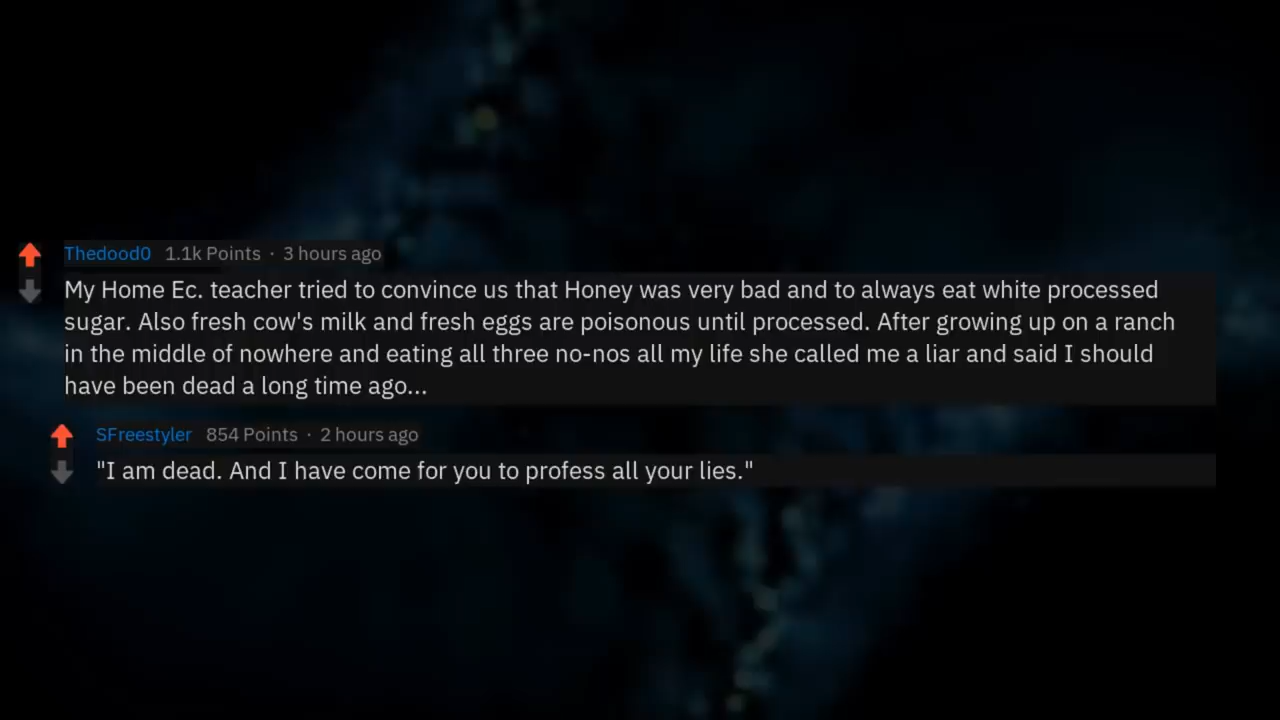 Thedood0 1.1k Points · 3 hours ago
My Home Ec. teacher tried to convince us that Honey was very bad and to always eat white processed
sugar. Also fresh cow's milk and fresh eggs are poisonous until processed. After growing up on a ranch
in the middle of nowhere and eating all three no-nos all my life she called me a liar and said I should
have been dead a long time ago...
SFreestyler 854 Points · 2 hours ago
"I am dead. And I have come for you to profess all your lies."